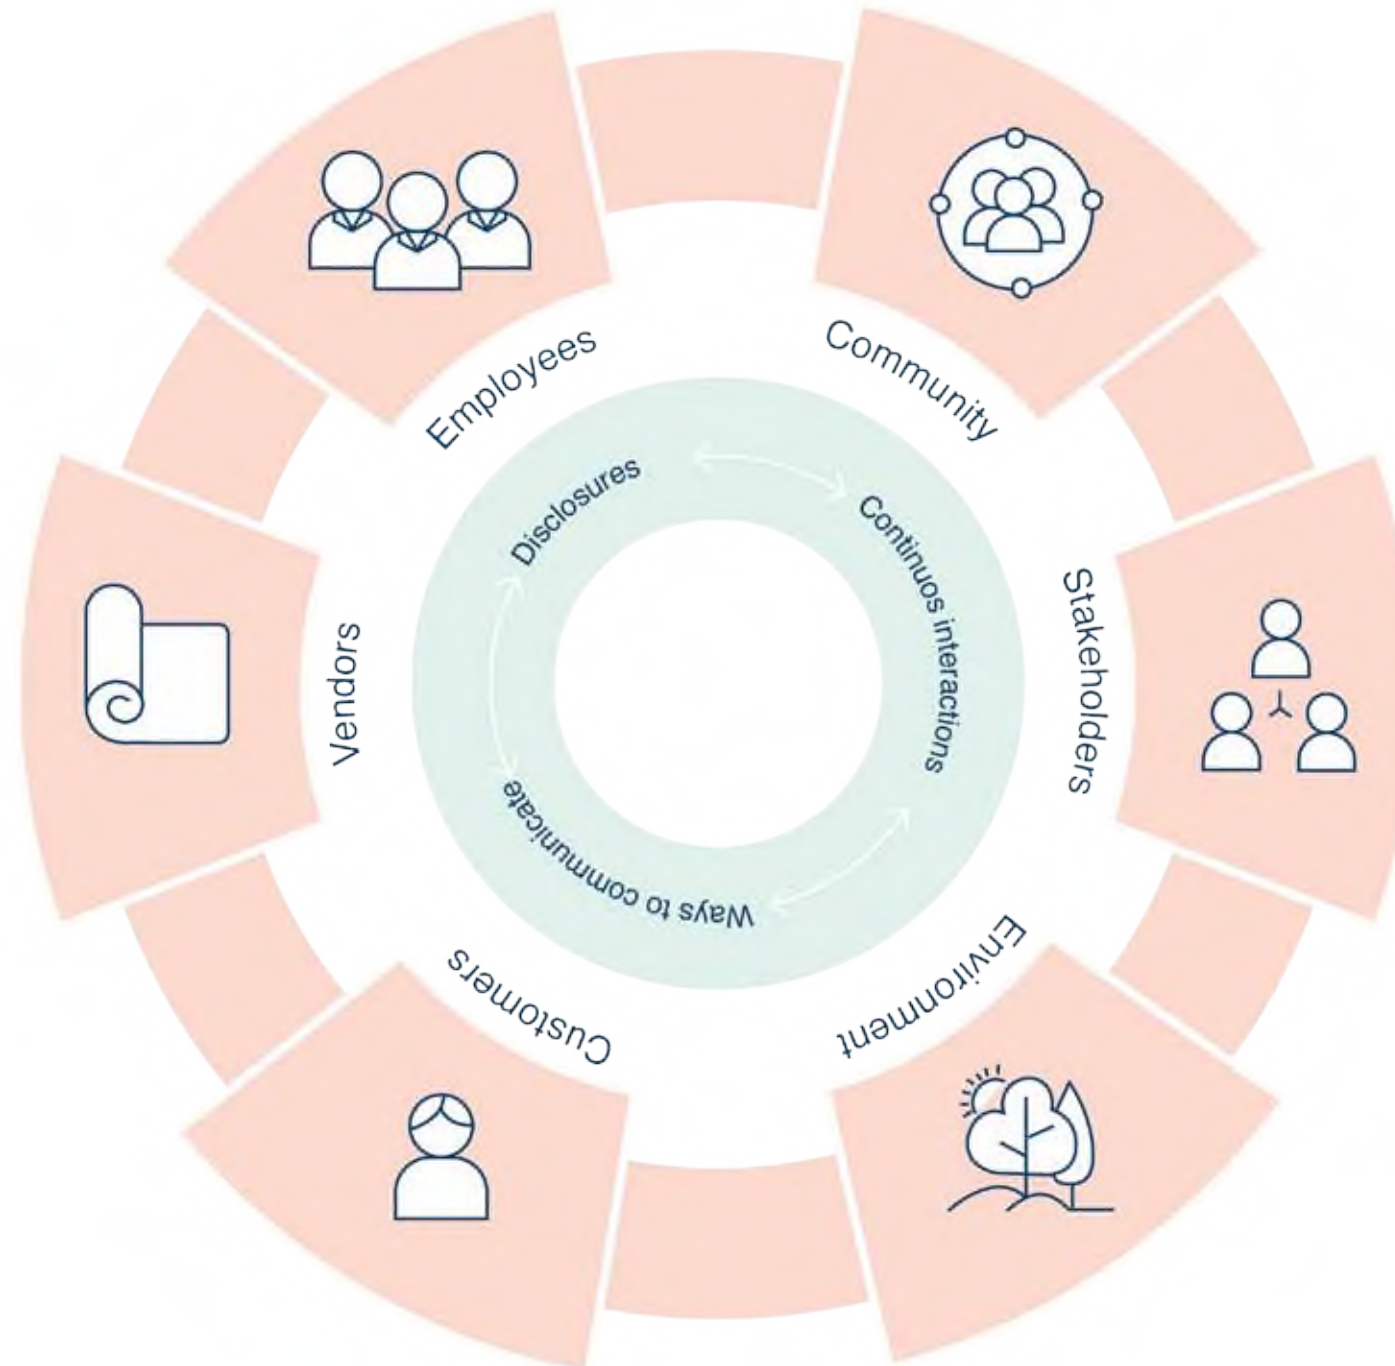 Employees
Community
Stakeholders
Environment
Customers
Vendors
Disclosures
Continuos interactions
Ways to communicate